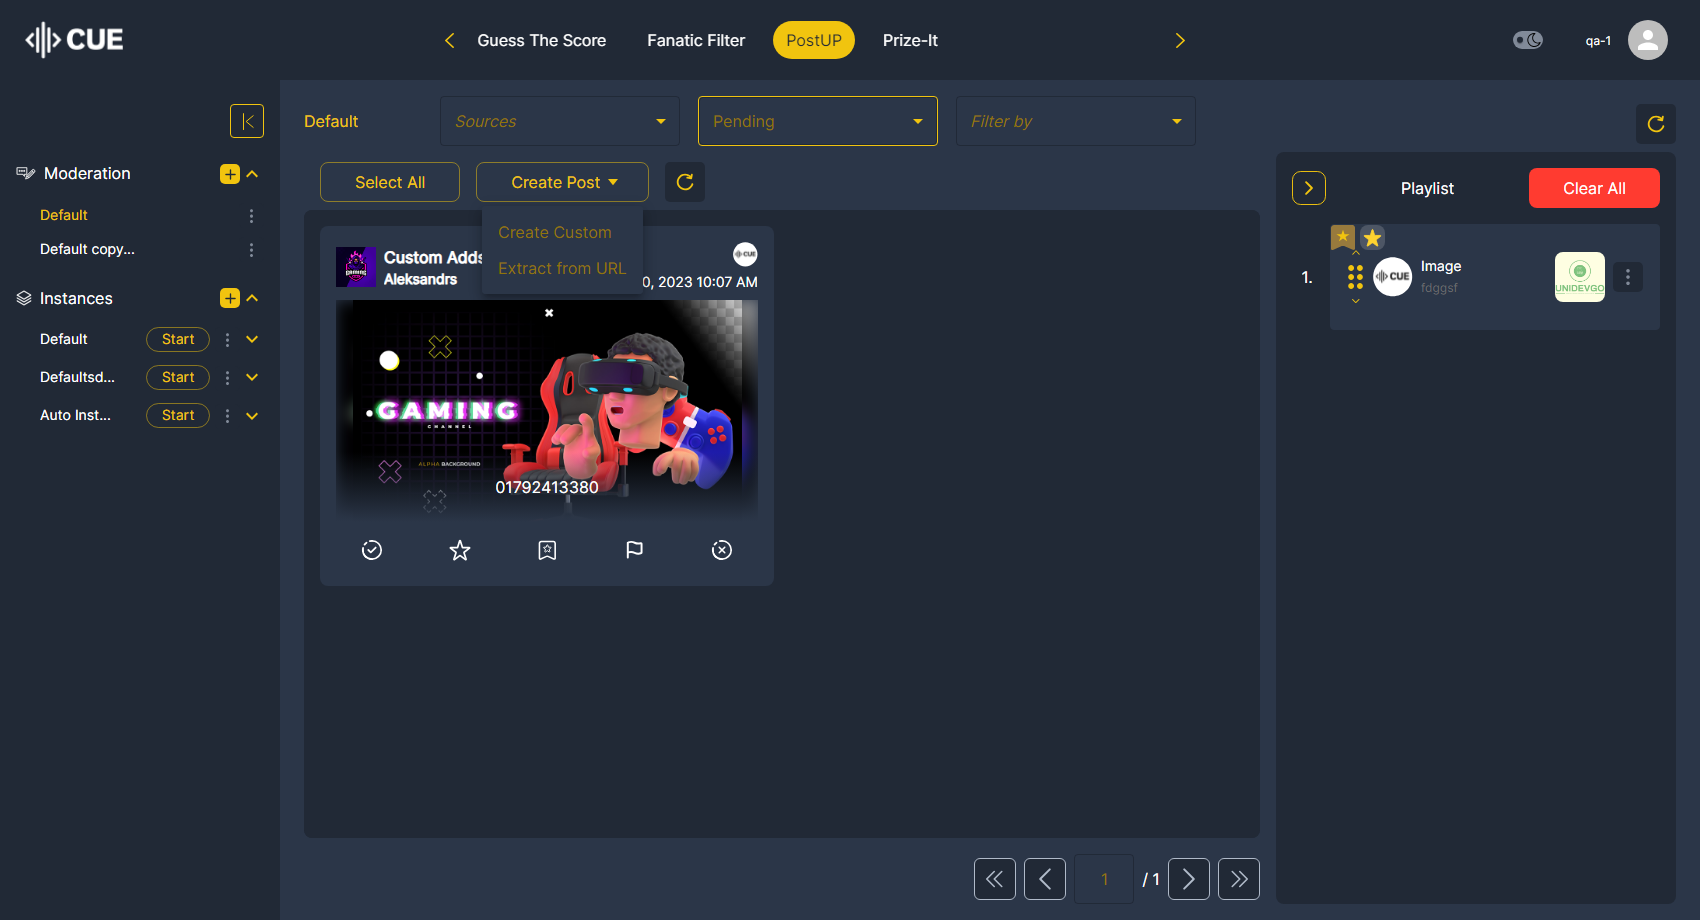 CUE
Guess The Score
Fanatic Filter
PostUP
Prize-It
qa-1
Moderation
Default
Default copy...
Instances
Default
Start
Defaultsd...
Start
Auto Inst...
Start
Default
Sources
Pending
Filter by
Select All
Create Post
Create Custom
Extract from URL
Custom Adds
Aleksandrs
CUE
0, 2023 10:07 AM
GAMING
GAMING
CHANNEL
ALPHA BACKGROUND
01792413380
1
/ 1
Playlist
Clear All
1.
CUE
Image
fdggsf
UNIDEVGO